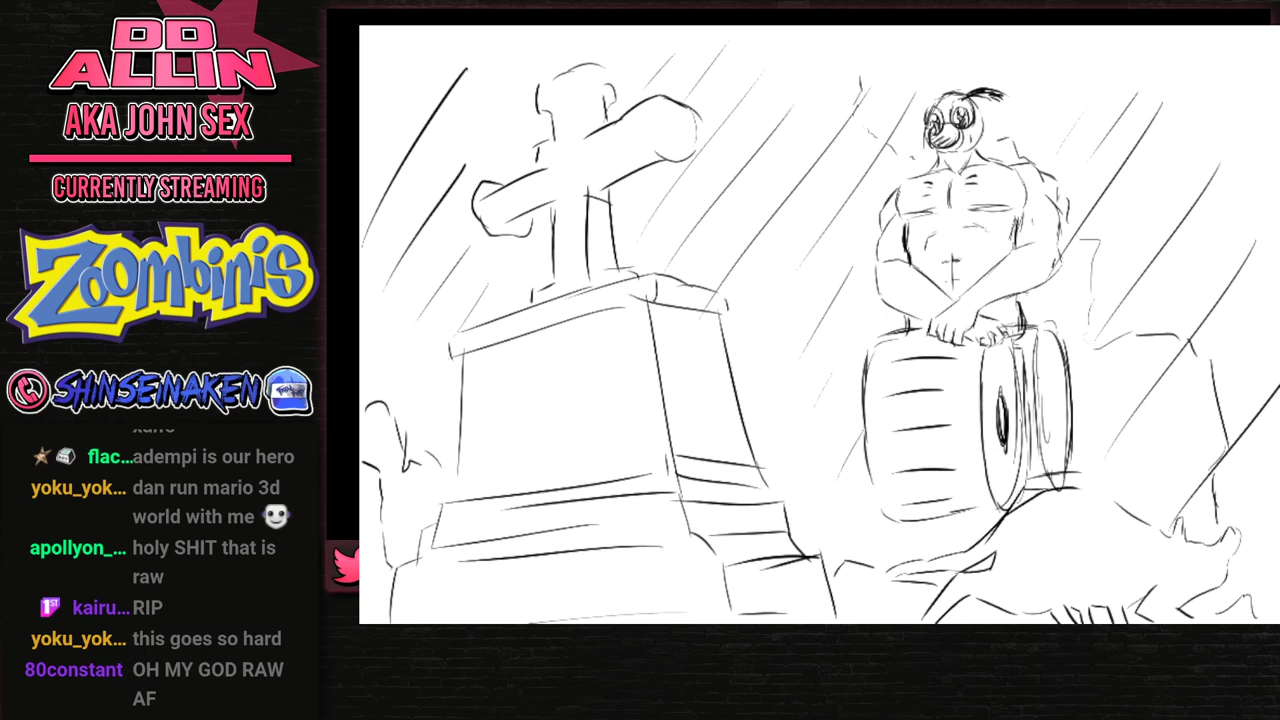 DD
ALLIN
AKA JOHN SEX
CURRENTLY STREAMING
Zoombinis
SHINSEINAKEN
flac...adempi is our hero
yoku_yok... dan run mario 3d
world with me
apollyon_... holy SHIT that is
raw
1ST kairu... RIP
yoku_yok... this goes so hard
80constant OH MY GOD RAW
AF